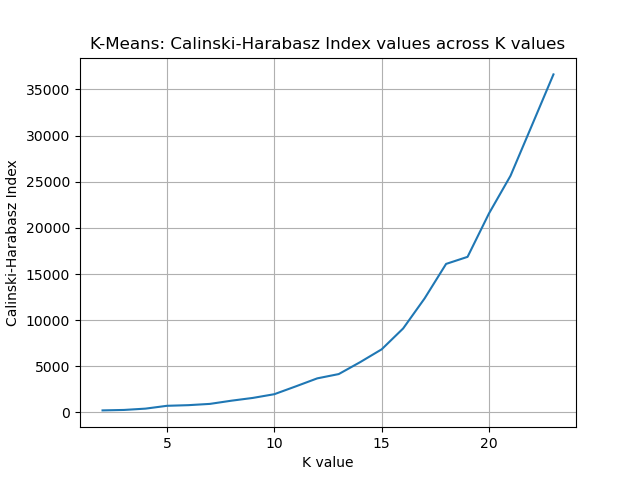 K-Means: Calinski-Harabasz Index values across K values
35000
30000
25000
20000
15000
10000
5000
0
Calinski-Harabasz Index
5 10 15 20
K value